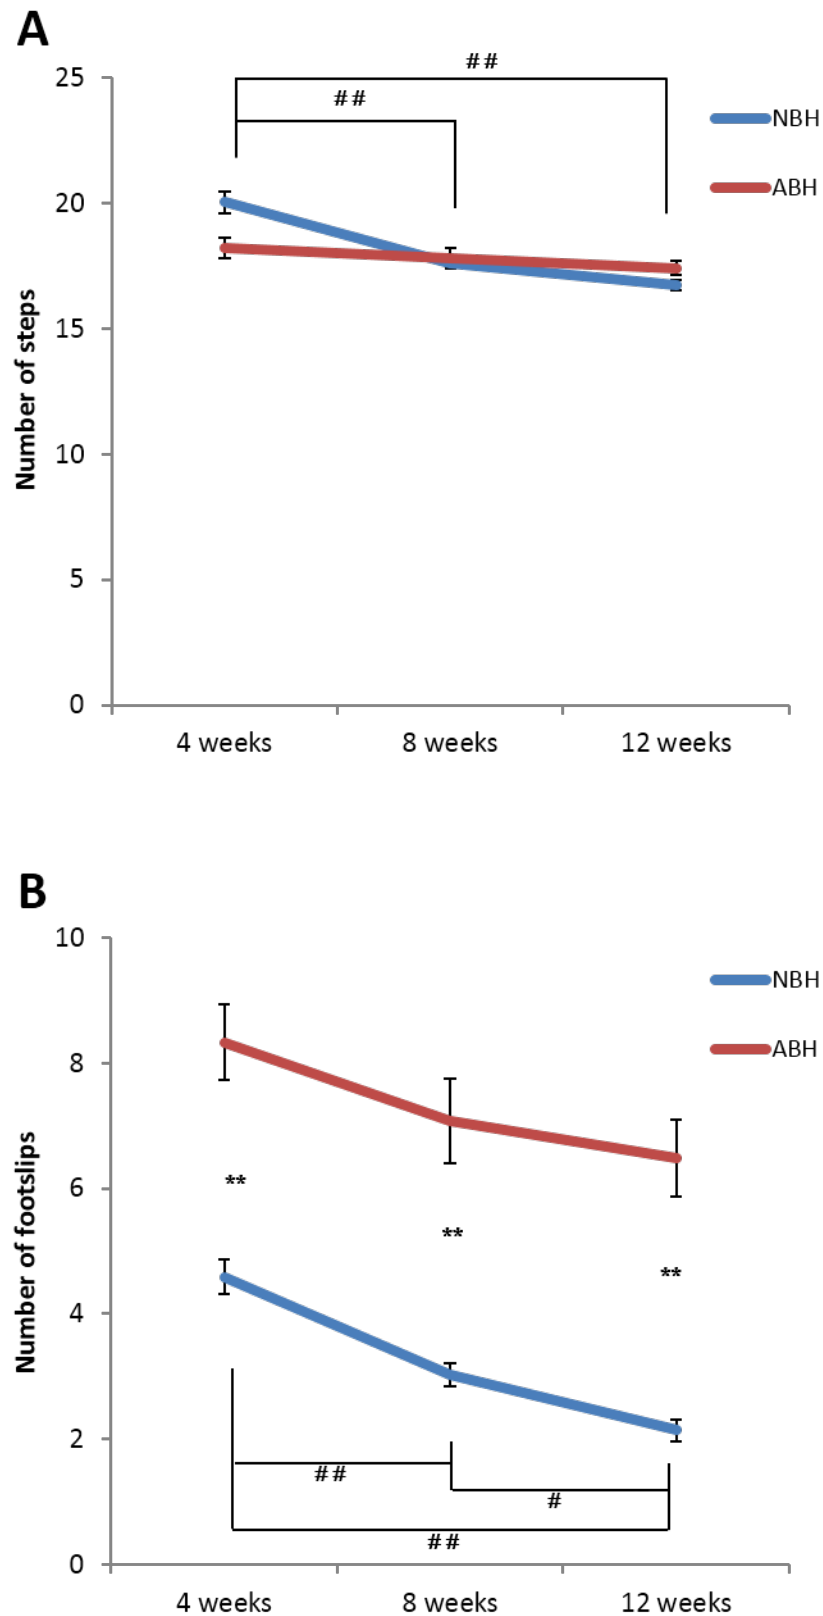 A
##
25
##
NBH
ABH
20
15
10
5
0
Number of steps
4 weeks 8 weeks 12 weeks
B
10
NBH
ABH
8
6
4
2
0
Number of footslips
**
**
**
##
#
##
4 weeks 8 weeks 12 weeks